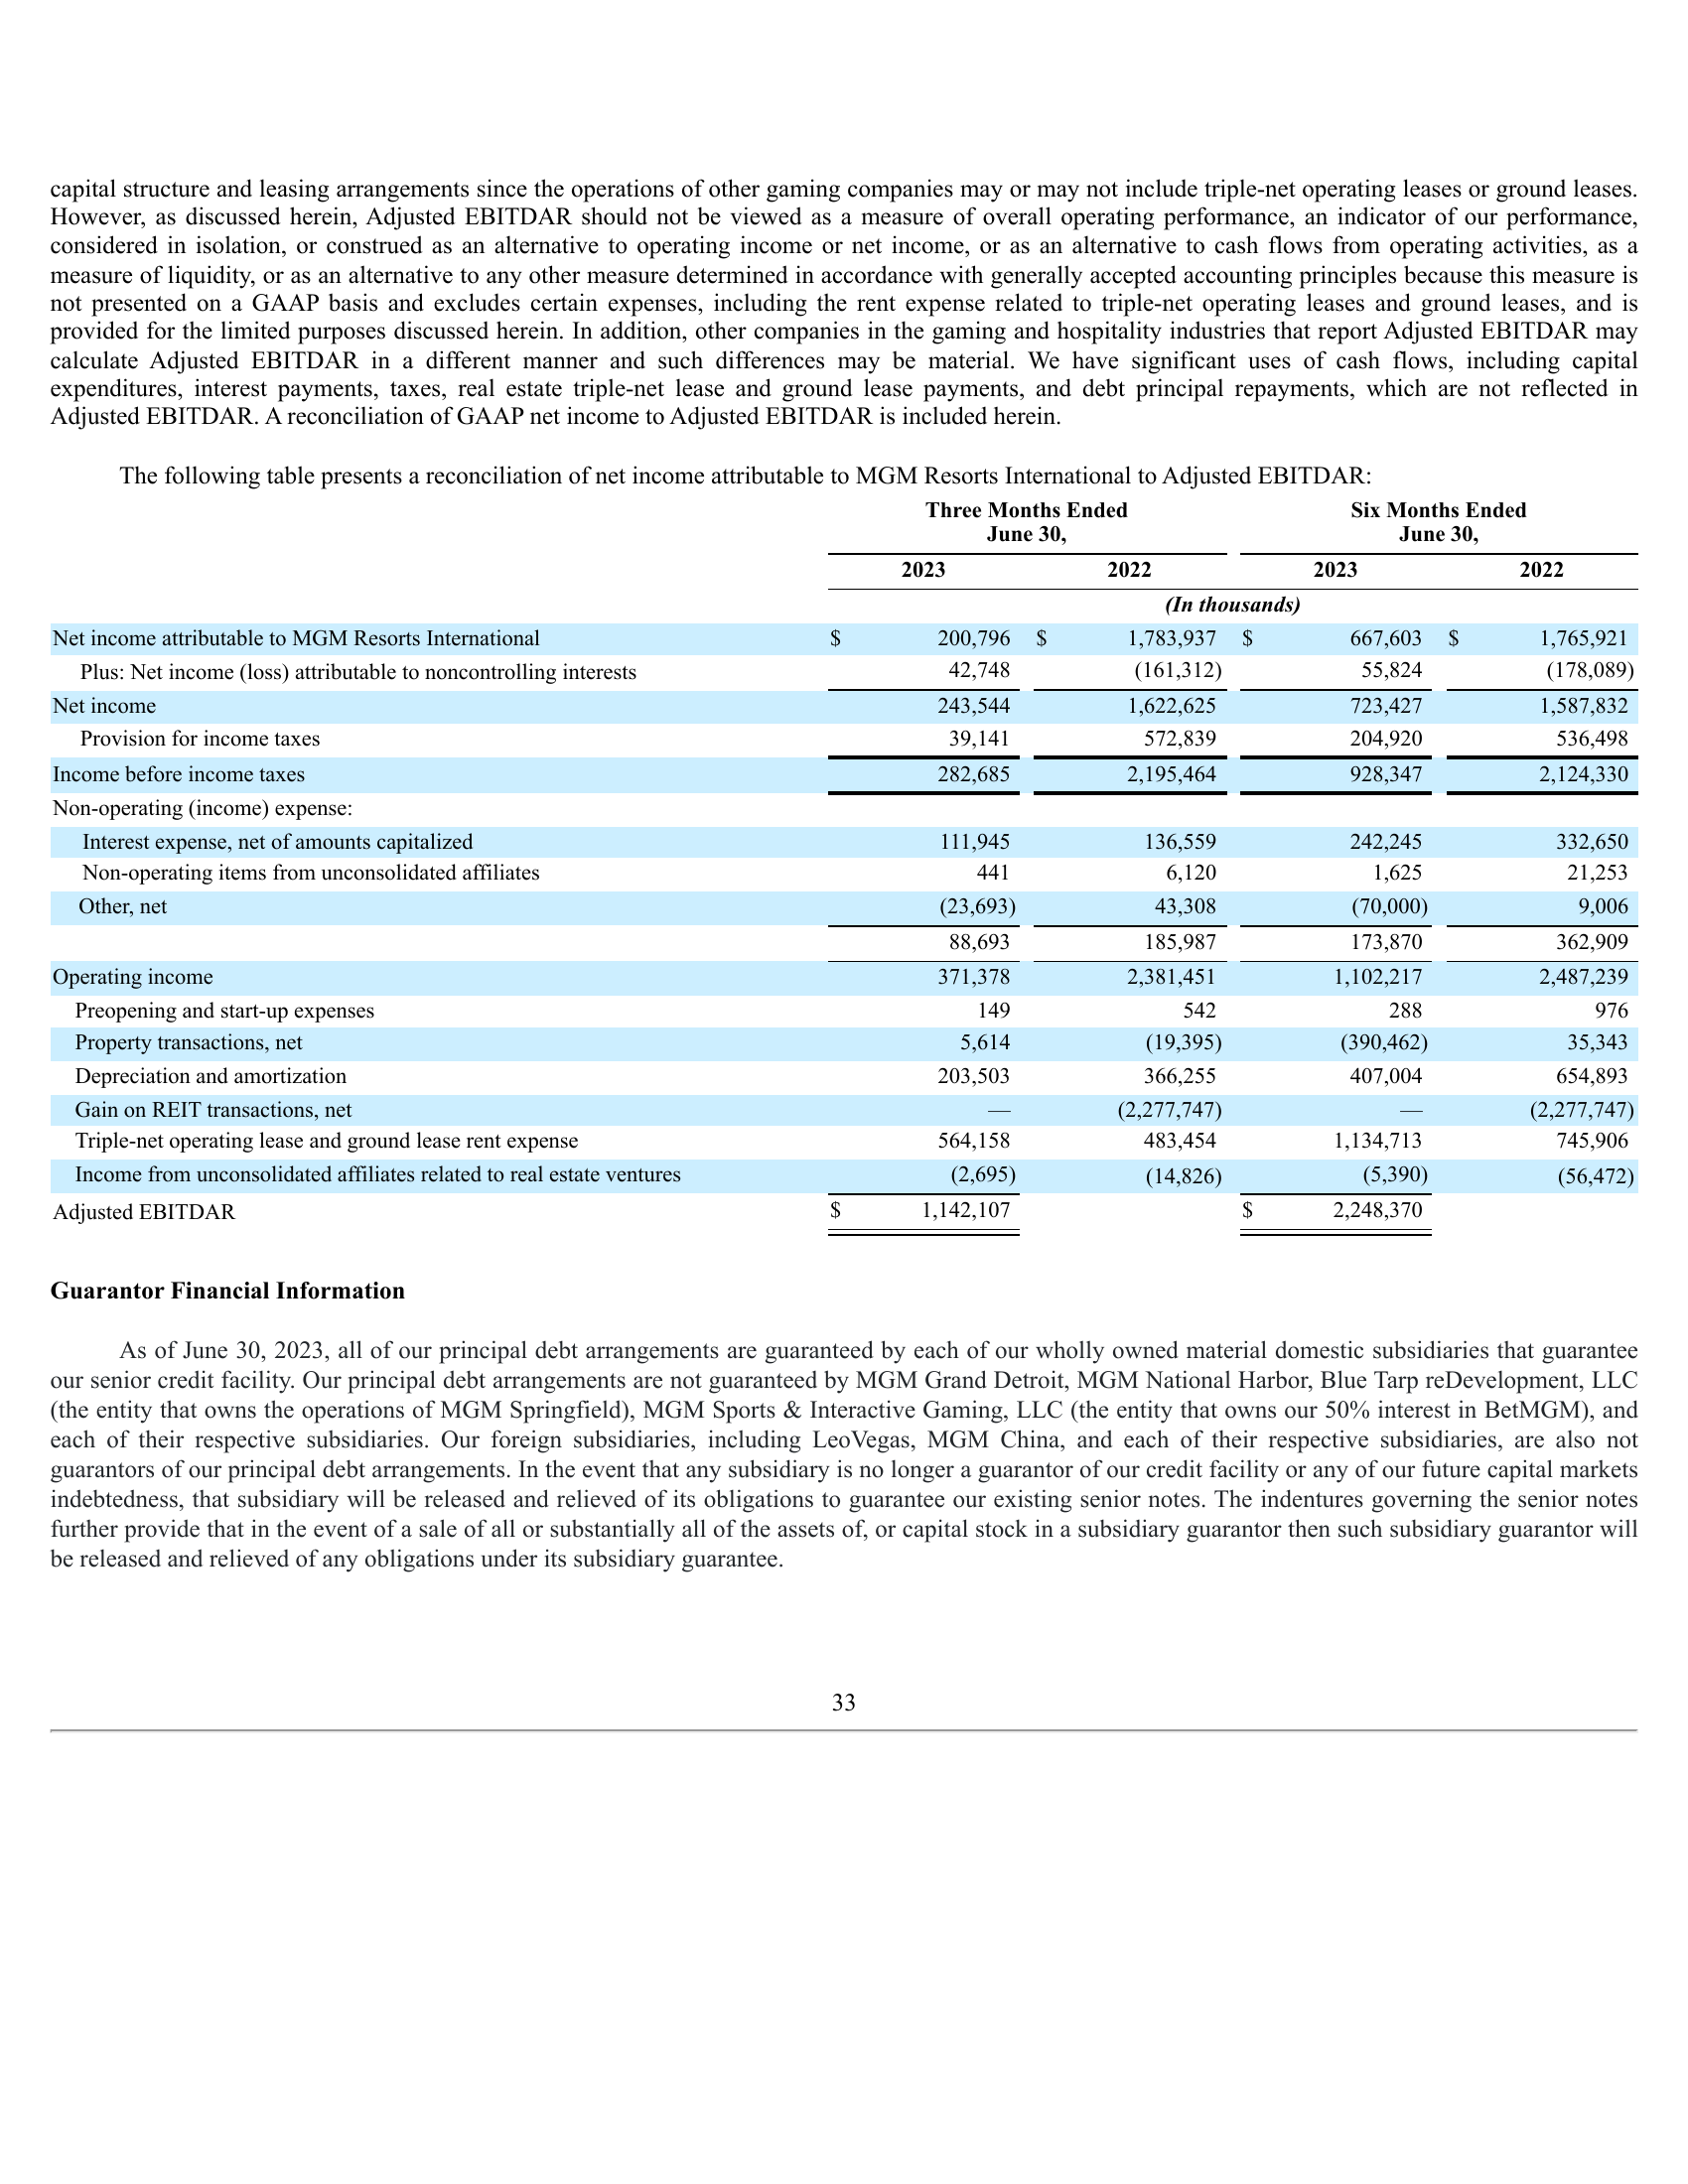 capital structure and leasing arrangements since the operations of other gaming companies may or may not include triple-net operating leases or ground leases.
However, as discussed herein, Adjusted EBITDAR should not be viewed as a measure of overall operating performance, an indicator of our performance,
considered in isolation, or construed as an alternative to operating income or net income, or as an alternative to cash flows from operating activities, as a
measure of liquidity, or as an alternative to any other measure determined in accordance with generally accepted accounting principles because this measure is
not presented on a GAAP basis and excludes certain expenses, including the rent expense related to triple-net operating leases and ground leases, and is
provided for the limited purposes discussed herein. In addition, other companies in the gaming and hospitality industries that report Adjusted EBITDAR may
calculate Adjusted EBITDAR in a different manner and such differences may be material. We have significant uses of cash flows, including capital
expenditures, interest payments, taxes, real estate triple-net lease and ground lease payments, and debt principal repayments, which are not reflected in
Adjusted EBITDAR. A reconciliation of GAAP net income to Adjusted EBITDAR is included herein.
The following table presents a reconciliation of net income attributable to MGM Resorts International to Adjusted EBITDAR:
Three Months Ended Six Months Ended
June 30, June 30,
2023 2022 2023 2022
(In thousands)
Net income attributable to MGM Resorts International $ 200,796 $ 1,783,937 $ 667,603 $ 1,765,921
Plus: Net income (loss) attributable to noncontrolling interests 42,748 (161,312) 55,824 (178,089)
Net income 243,544 1,622,625 723,427 1,587,832
Provision for income taxes 39,141 572,839 204,920 536,498
Income before income taxes 282,685 2,195,464 928,347 2,124,330
Non-operating (income) expense:
Interest expense, net of amounts capitalized 111,945 136,559 242,245 332,650
Non-operating items from unconsolidated affiliates 441 6,120 1,625 21,253
Other, net (23,693) 43,308 (70,000) 9,006
88,693 185,987 173,870 362,909
Operating income 371,378 2,381,451 1,102,217 2,487,239
Preopening and start-up expenses 149 542 288 976
Property transactions, net 5,614 (19,395) (390,462) 35,343
Depreciation and amortization 203,503 366,255 407,004 654,893
Gain on REIT transactions, net — (2,277,747) — (2,277,747)
Triple-net operating lease and ground lease rent expense 564,158 483,454 1,134,713 745,906
Income from unconsolidated affiliates related to real estate ventures (2,695) (14,826) (5,390) (56,472)
Adjusted EBITDAR $ 1,142,107 $ 2,248,370
Guarantor Financial Information
As of June 30, 2023, all of our principal debt arrangements are guaranteed by each of our wholly owned material domestic subsidiaries that guarantee
our senior credit facility. Our principal debt arrangements are not guaranteed by MGM Grand Detroit, MGM National Harbor, Blue Tarp reDevelopment, LLC
(the entity that owns the operations of MGM Springfield), MGM Sports & Interactive Gaming, LLC (the entity that owns our 50% interest in BetMGM), and
each of their respective subsidiaries. Our foreign subsidiaries, including LeoVegas, MGM China, and each of their respective subsidiaries, are also not
guarantors of our principal debt arrangements. In the event that any subsidiary is no longer a guarantor of our credit facility or any of our future capital markets
indebtedness, that subsidiary will be released and relieved of its obligations to guarantee our existing senior notes. The indentures governing the senior notes
further provide that in the event of a sale of all or substantially all of the assets of, or capital stock in a subsidiary guarantor then such subsidiary guarantor will
be released and relieved of any obligations under its subsidiary guarantee.
33